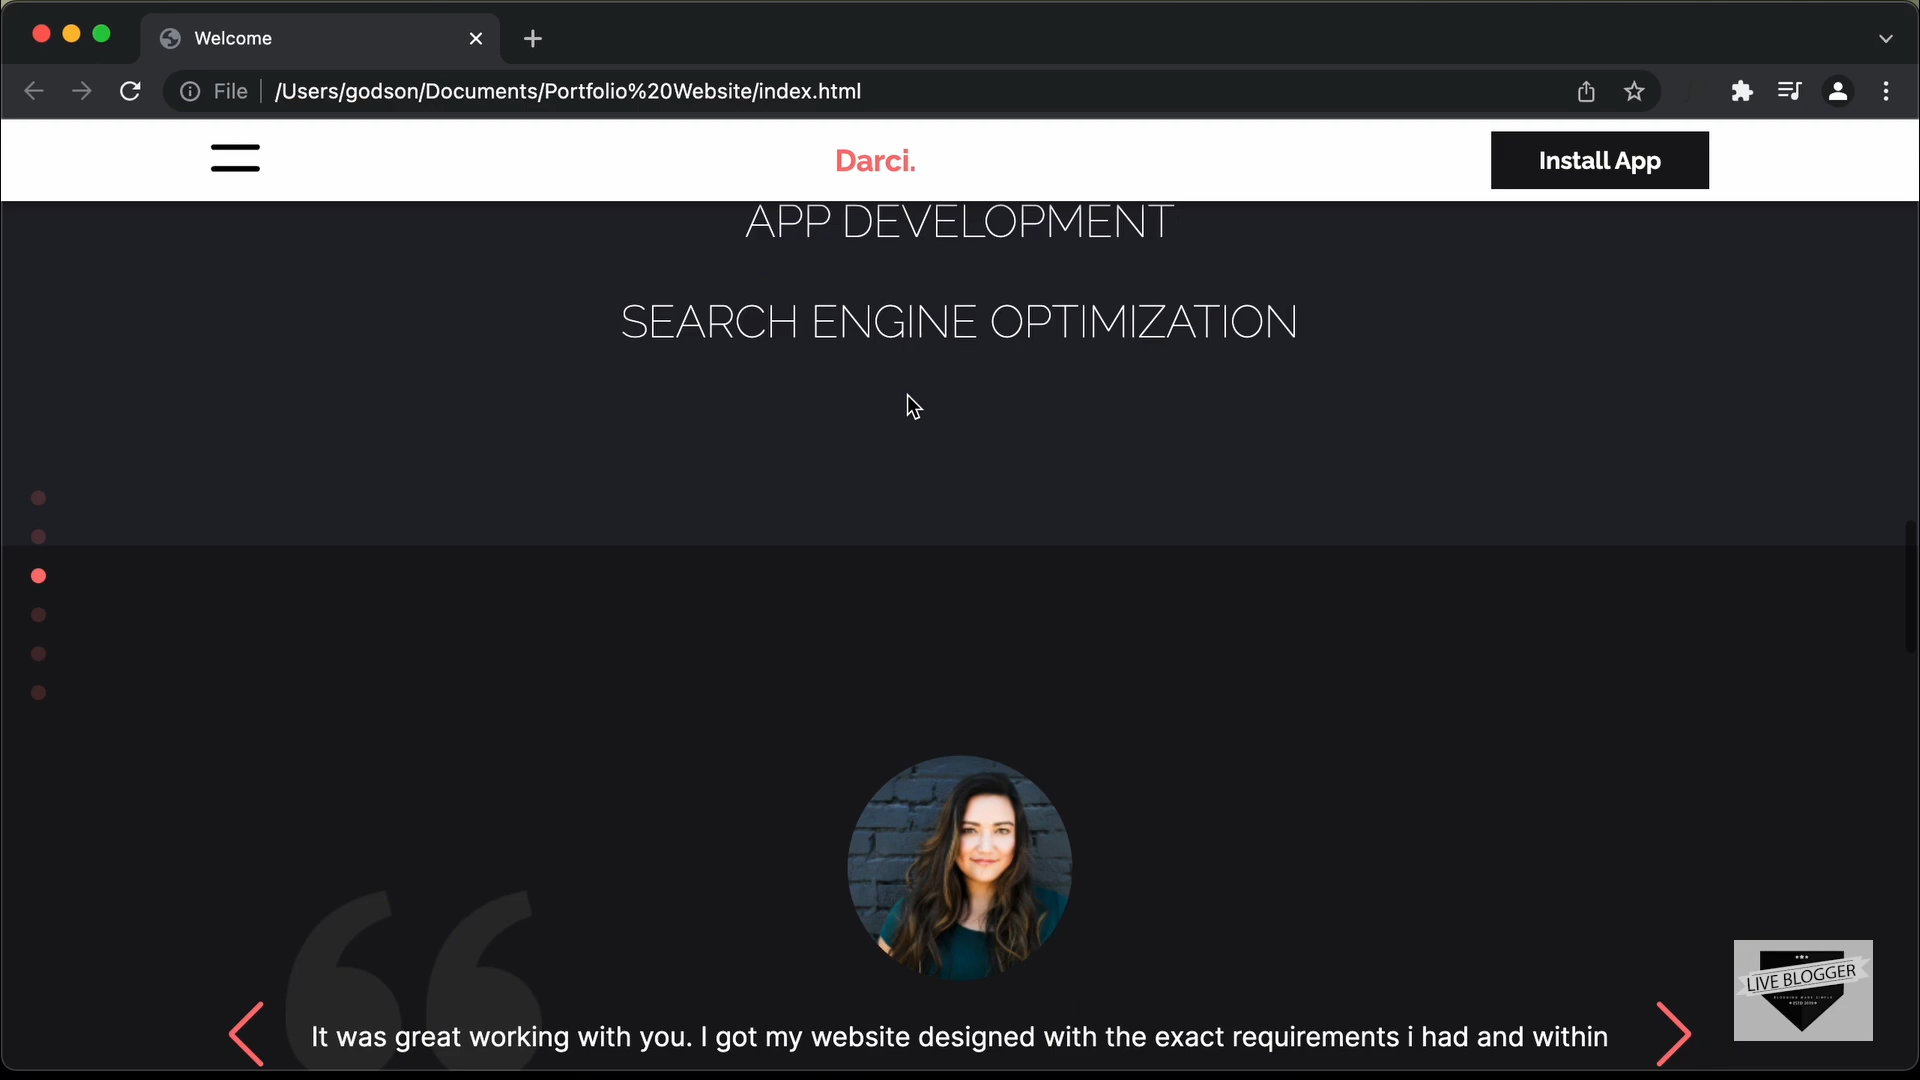 Welcome
File
/Users/godson/Documents/Portfolio%20Website/index.html
Darci.
Install App
APP DEVELOPMENT
SEARCH ENGINE OPTIMIZATION
It was great working with you. I got my website designed with the exact requirements i had and within
LIVE BLOGGER